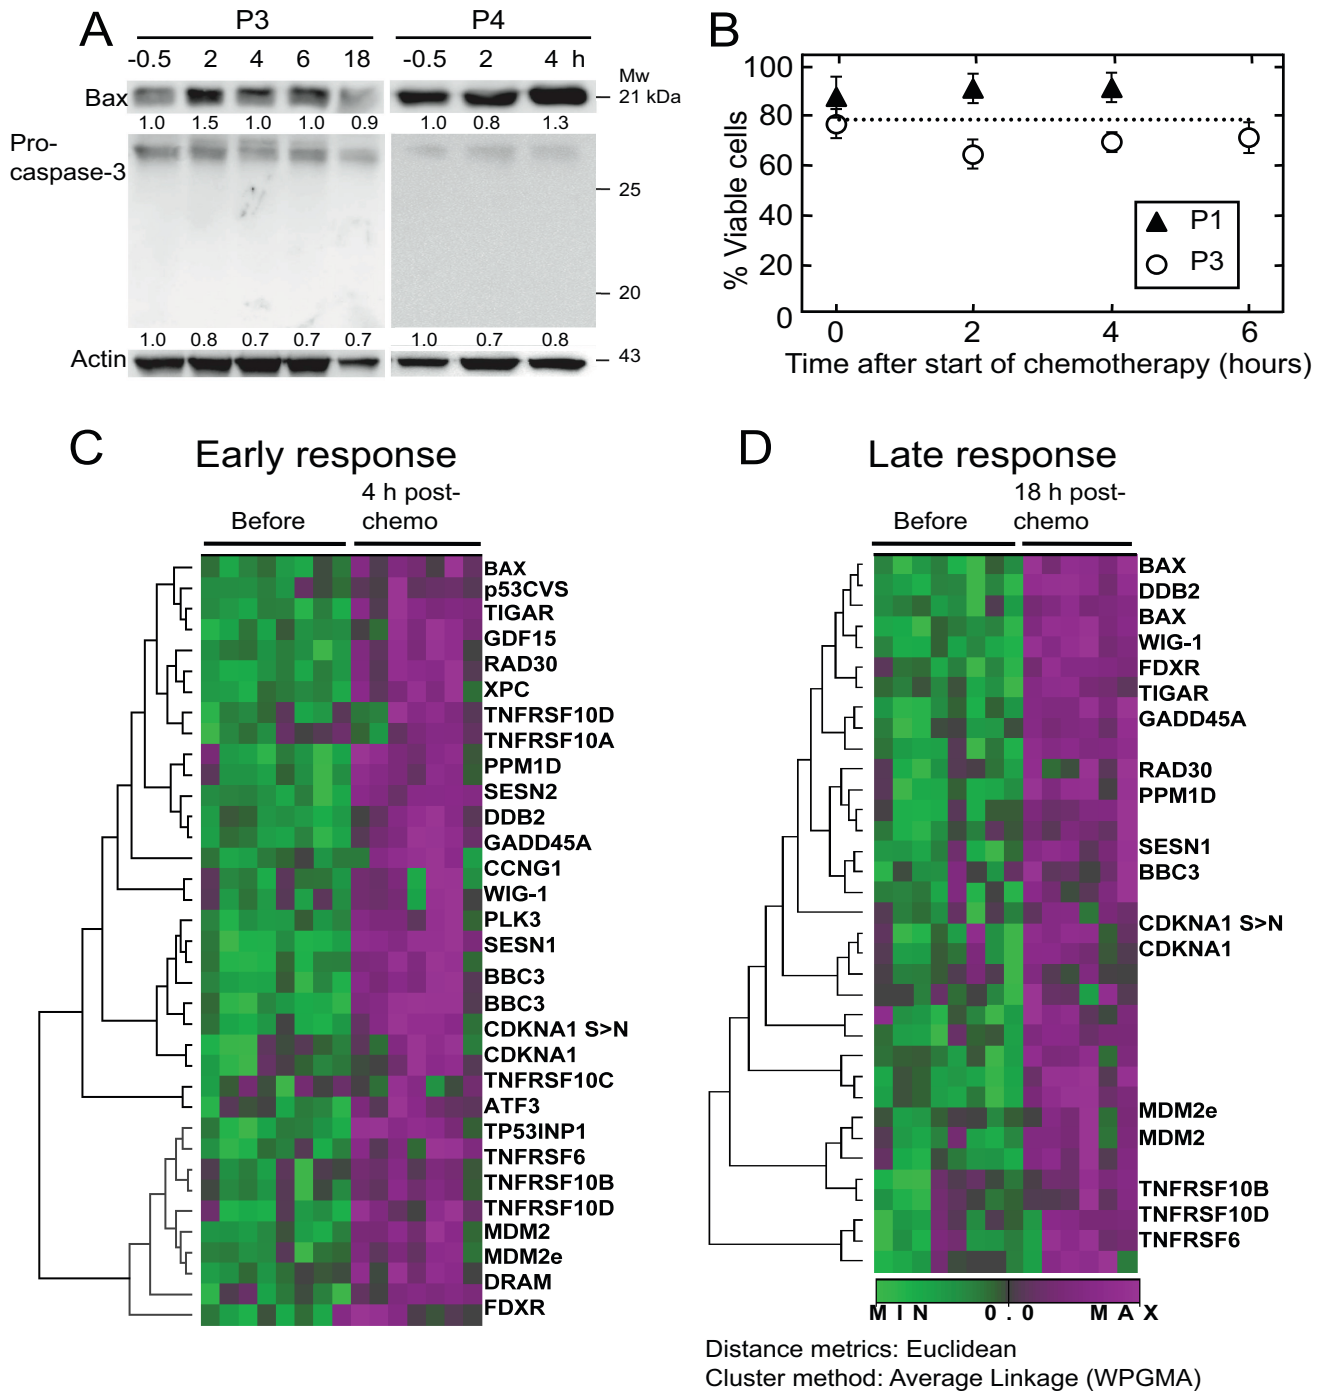 A
P3
P4
-0.5 2 4 6 18
-0.5 2 4 h
Mw
Bax
21 kDa
1.0 1.5 1.0 1.0 0.9
1.0 0.8 1.3
Pro-
caspase-3
25
20
1.0 0.8 0.7 0.7 0.7
1.0 0.7 0.8
Actin
43
B
% Viable cells
100
80
60
40
20
0
P1
P3
0 2 4 6
Time after start of chemotherapy (hours)
C
Early response
Before
4 h post-
chemo
BAX
p53CVS
TIGAR
GDF15
RAD30
XPC
TNFRSF10D
TNFRSF10A
PPM1D
SESN2
DDB2
GADD45A
CCNG1
WIG-1
PLK3
SESN1
BBC3
BBC3
CDKNA1 S>N
CDKNA1
TNFRSF10C
ATF3
TP53INP1
TNFRSF6
TNFRSF10B
TNFRSF10D
MDM2
MDM2e
DRAM
FDXR
D
Late response
Before
18 h post-
chemo
BAX
DDB2
BAX
WIG-1
FDXR
TIGAR
GADD45A
RAD30
PPM1D
SESN1
BBC3
CDKNA1 S>N
CDKNA1
MDM2e
MDM2
TNFRSF10B
TNFRSF10D
TNFRSF6
MIN 0.0 MAX
Distance metrics: Euclidean
Cluster method: Average Linkage (WPGMA)